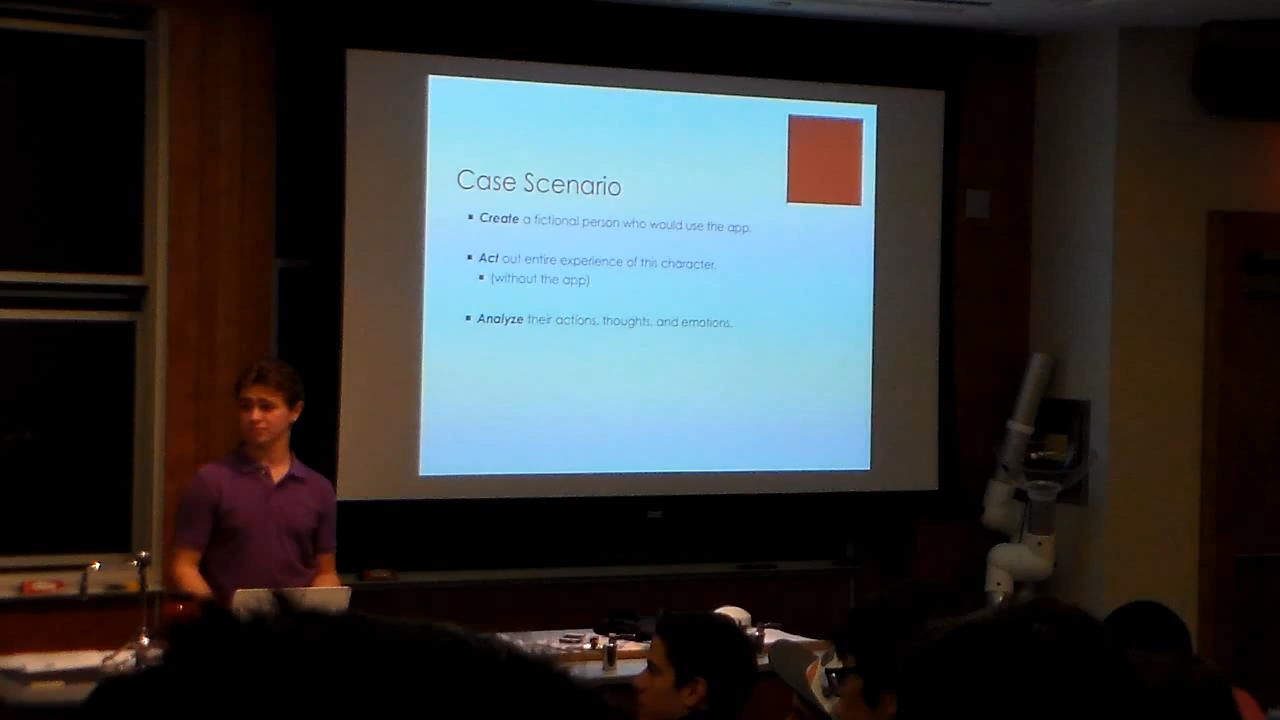 Case Scenario
Create a fictional person who would use the app.
Act out entire experience of this character.
(without the app)
Analyze their actions, thoughts, and emotions.